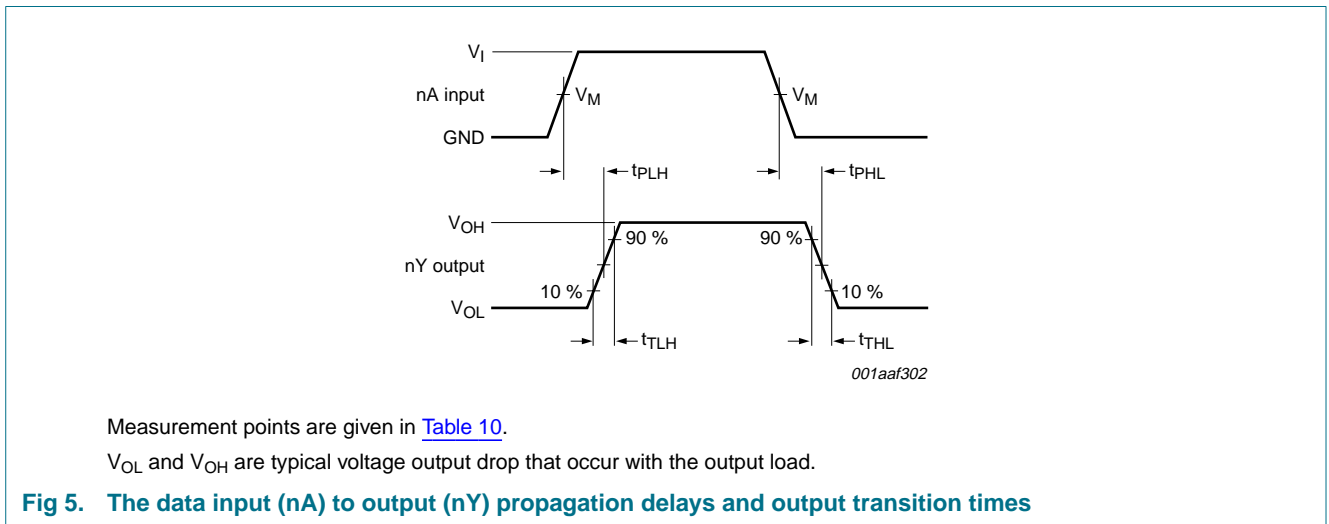 V_I
nA input
V_M
V_M
GND
t_PLH
t_PHL
V_OH
90 %
90 %
nY output
10 %
10 %
V_OL
t_TLH
t_THL
001aaf302
Measurement points are given in Table 10.
V_OL and V_OH are typical voltage output drop that occur with the output load.
Fig 5. The data input (nA) to output (nY) propagation delays and output transition times